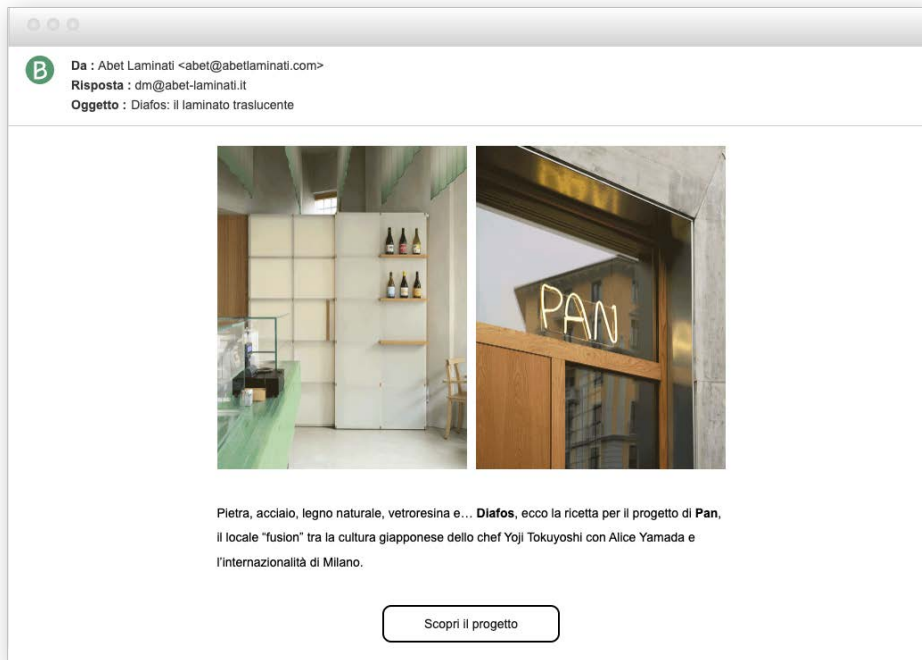 B
Da : Abet Laminati <abet@abetlaminati.com>
Risposta : dm@abet-laminati.it
Oggetto : Diafos: il laminato traslucente
PAN
Pietra, acciaio, legno naturale, vetroresina e… Diafos, ecco la ricetta per il progetto di Pan,
il locale “fusion” tra la cultura giapponese dello chef Yoji Tokuyoshi con Alice Yamada e
l’internazionalità di Milano.
Scopri il progetto